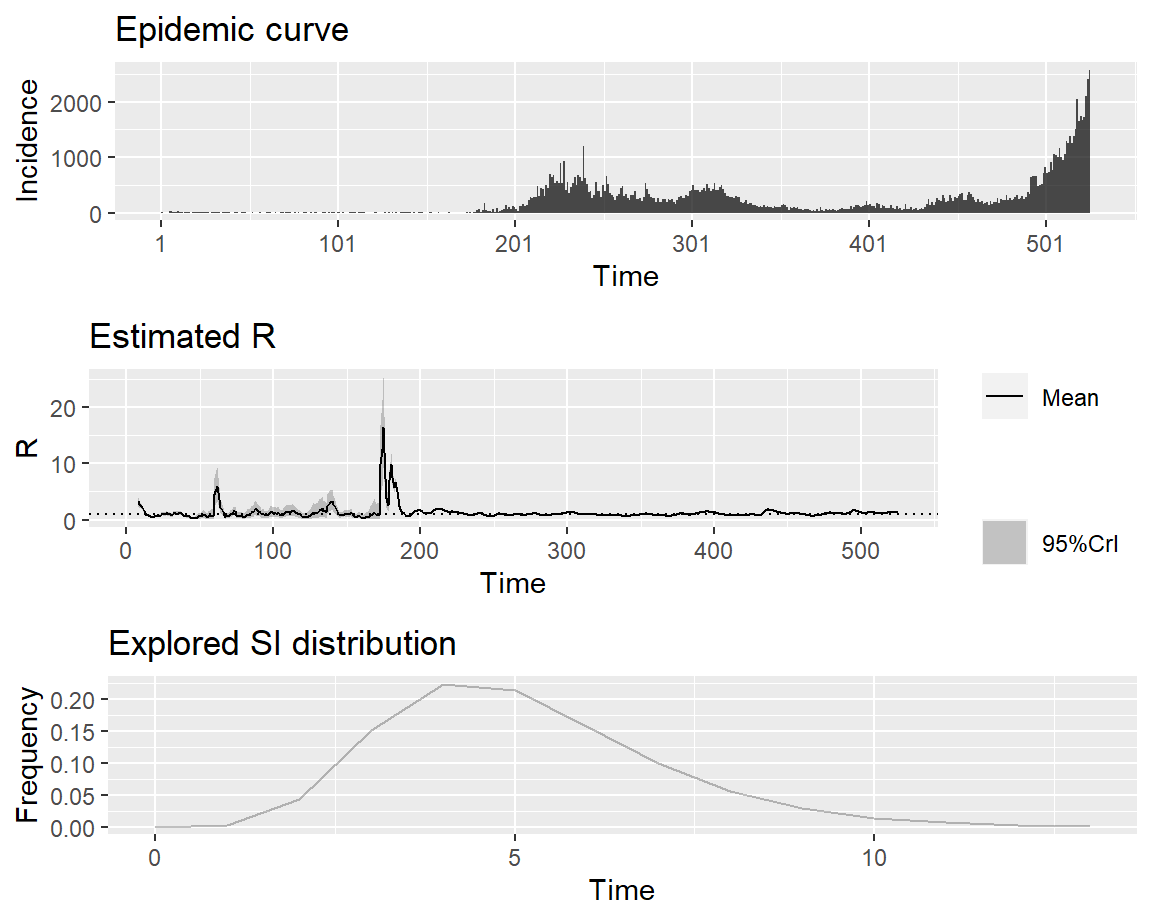 Epidemic curve
Incidence
2000
1000
0
1 101 201 301 401 501
Time
Estimated R
R
20
10
0
0 100 200 300 400 500
Time
Mean
95%CrI
Explored SI distribution
Frequency
0.20
0.15
0.10
0.05
0.00
0 5 10
Time